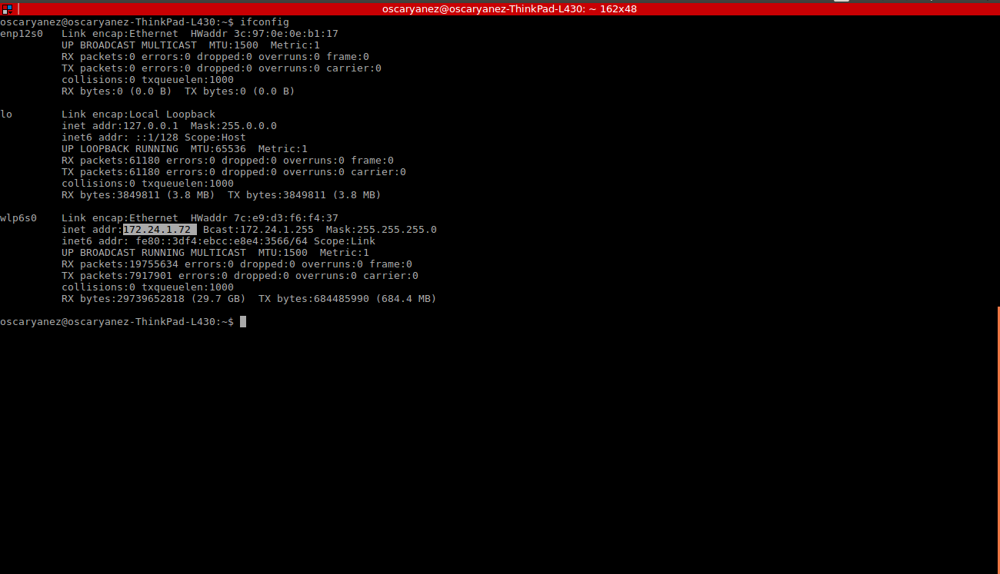 oscaryanez@oscaryanez-ThinkPad-L430: ~ 162x48
oscaryanez@oscaryanez-ThinkPad-L430:~$ ifconfig
enp12s0   Link encap:Ethernet  HWaddr 3c:97:0e:0e:b1:17
          UP BROADCAST MULTICAST  MTU:1500  Metric:1
          RX packets:0 errors:0 dropped:0 overruns:0 frame:0
          TX packets:0 errors:0 dropped:0 overruns:0 carrier:0
          collisions:0 txqueuelen:1000
          RX bytes:0 (0.0 B)  TX bytes:0 (0.0 B)

lo        Link encap:Local Loopback
          inet addr:127.0.0.1  Mask:255.0.0.0
          inet6 addr: ::1/128 Scope:Host
          UP LOOPBACK RUNNING  MTU:65536  Metric:1
          RX packets:61180 errors:0 dropped:0 overruns:0 frame:0
          TX packets:61180 errors:0 dropped:0 overruns:0 carrier:0
          collisions:0 txqueuelen:1000
          RX bytes:3849811 (3.8 MB)  TX bytes:3849811 (3.8 MB)

wlp6s0    Link encap:Ethernet  HWaddr 7c:e9:d3:f6:f4:37
          inet addr:172.24.1.72  Bcast:172.24.1.255  Mask:255.255.255.0
          inet6 addr: fe80::3df4:ebcc:e8e4:3566/64 Scope:Link
          UP BROADCAST RUNNING MULTICAST  MTU:1500  Metric:1
          RX packets:19755634 errors:0 dropped:0 overruns:0 frame:0
          TX packets:7917901 errors:0 dropped:0 overruns:0 carrier:0
          collisions:0 txqueuelen:1000
          RX bytes:29739652818 (29.7 GB)  TX bytes:684485990 (684.4 MB)

oscaryanez@oscaryanez-ThinkPad-L430:~$